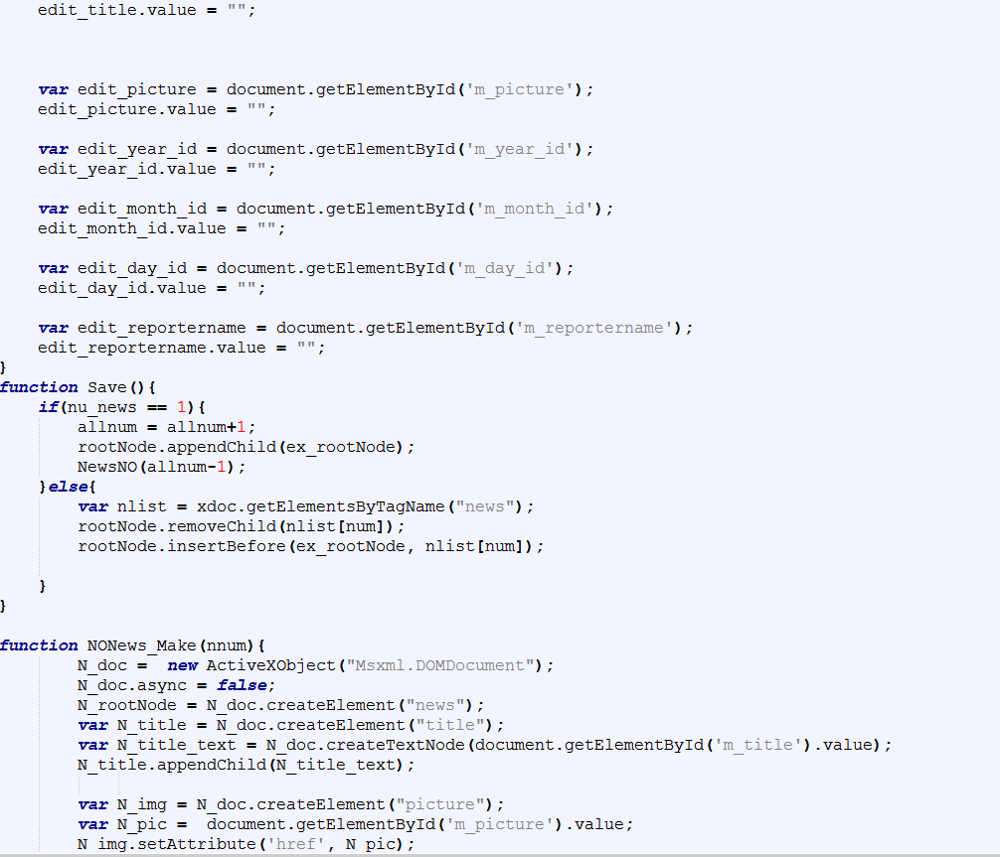 edit_title.value = "";
var edit_picture = document.getElementById('m_picture');
edit_picture.value = "";
var edit_year_id = document.getElementById('m_year_id');
edit_year_id.value = "";
var edit_month_id = document.getElementById('m_month_id');
edit_month_id.value = "";
var edit_day_id = document.getElementById('m_day_id');
edit_day_id.value = "";
var edit_reportername = document.getElementById('m_reportername');
edit_reportername.value = "";
}
function Save(){
if(nu_news == 1){
allnum = allnum+1;
rootNode.appendChild(ex_rootNode);
NewsNO(allnum-1);
}else{
var nlist = xdoc.getElementsByTagName("news");
rootNode.removeChild(nlist[num]);
rootNode.insertBefore(ex_rootNode, nlist[num]);
}
}
function NONews_Make(nnum){
N_doc =  new ActiveXObject("Msxml.DOMDocument");
N_doc.async = false;
N_rootNode = N_doc.createElement("news");
var N_title = N_doc.createElement("title");
var N_title_text = N_doc.createTextNode(document.getElementById('m_title').value);
N_title.appendChild(N_title_text);
var N_img = N_doc.createElement("picture");
var N_pic =  document.getElementById('m_picture').value;
N_img.setAttribute('href', N_pic);